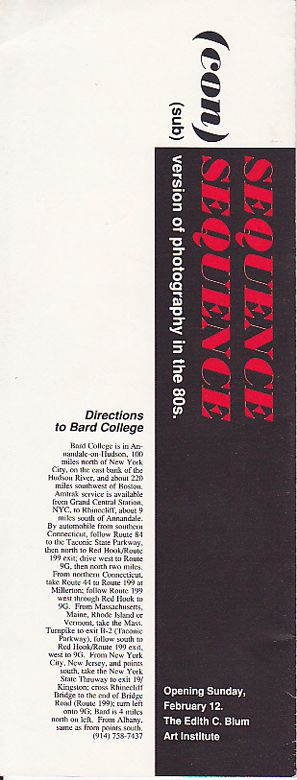 SEQUENCE
(con) SEQUENCE
(sub) version of photography in the 80s.
Directions
to Bard College
Bard College is in An-
nandale-on-Hudson, 100
miles north of New York
City, on the east bank of the
Hudson River, and about 220
miles southwest of Boston.
Amtrak service is available
from Grand Central Station,
NYC, to Rhinecliff, about 9
miles south of Annandale.
By automobile from southern
Connecticut, follow Route 84
to the Taconic State Parkway,
then north to Red Hook/Route
199 exit; drive west to Route
9G, then north two miles.
From northern Connecticut,
take Route 44 to Route 199 at
Millerton; follow Route 199
west through Red Hook to
9G. From Massachusetts,
Maine, Rhode Island or
Vermont, take the Mass.
Turnpike to exit B-2 (Taconic
Parkway), follow south to
Red Hook/Route 199 exit,
west to 9G. From New York
City, New Jersey, and points
south, take the New York
State Thruway to exit 19/
Kingston; cross Rhinecliff
Bridge to the end of Bridge
Road (Route 199); turn left
onto 9G; Bard is 4 miles
north on left. From Albany,
same as from points south.
(914) 758-7437
Opening Sunday,
February 12.
The Edith C. Blum
Art Institute